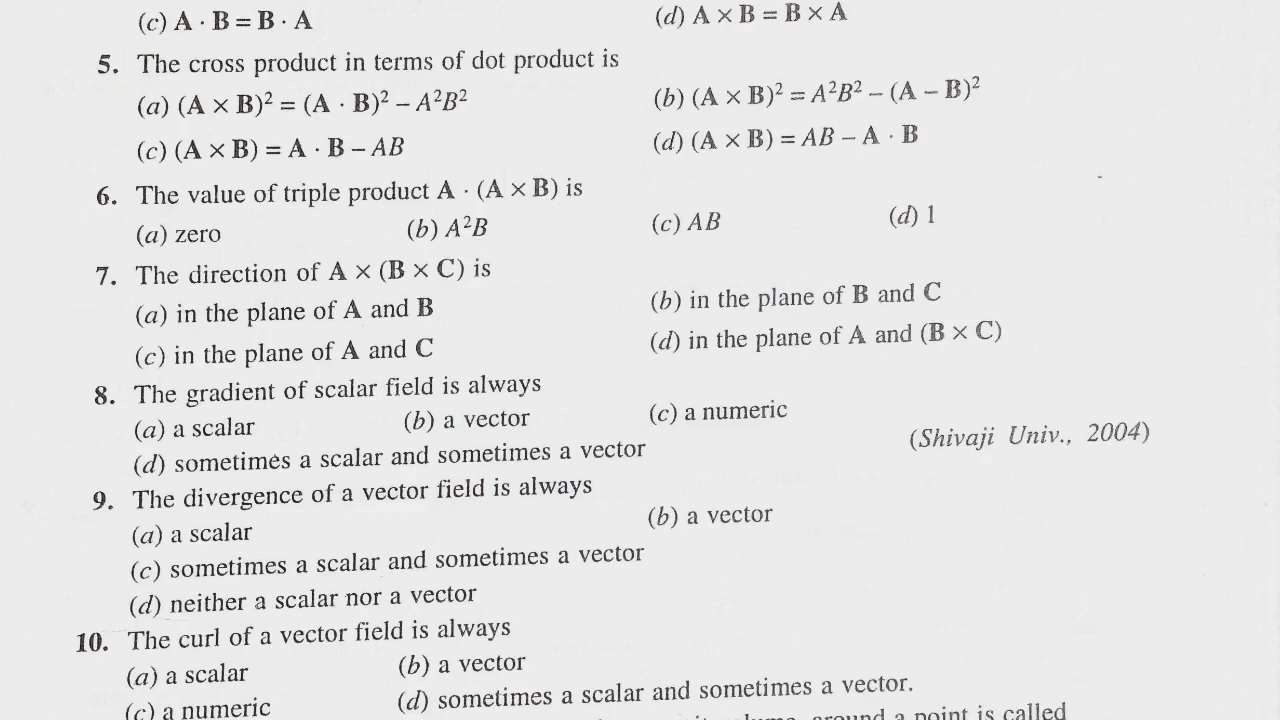 (c) A · B = B · A (d) A × B = B × A
5. The cross product in terms of dot product is
(a) (A × B)² = (A · B)² – A²B² (b) (A × B)² = A²B² – (A – B)²
(c) (A × B) = A · B – AB (d) (A × B) = AB – A · B
6. The value of triple product A · (A × B) is
(a) zero (b) A²B (c) AB (d) 1
7. The direction of A × (B × C) is
(a) in the plane of A and B (b) in the plane of B and C
(c) in the plane of A and C (d) in the plane of A and (B × C)
8. The gradient of scalar field is always
(a) a scalar (b) a vector (c) a numeric
(d) sometimes a scalar and sometimes a vector (Shivaji Univ., 2004)
9. The divergence of a vector field is always
(a) a scalar (b) a vector
(c) sometimes a scalar and sometimes a vector
(d) neither a scalar nor a vector
10. The curl of a vector field is always
(a) a scalar (b) a vector
(c) a numeric (d) sometimes a scalar and sometimes a vector.
around a point is called